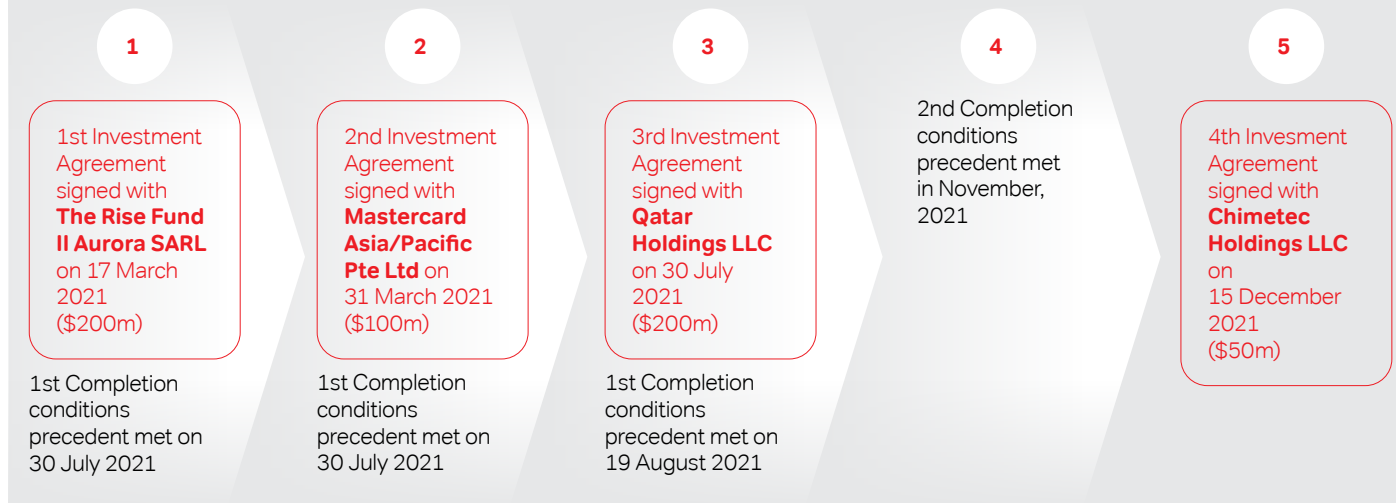 1
1st Investment
Agreement
signed with
The Rise Fund
II Aurora SARL
on 17 March
2021
($200m)
1st Completion
conditions
precedent met on
30 July 2021
2
2nd Investment
Agreement
signed with
Mastercard
Asia/Pacific
Pte Ltd on
31 March 2021
($100m)
1st Completion
conditions
precedent met on
30 July 2021
3
3rd Investment
Agreement
signed with
Qatar
Holdings LLC
on 30 July
2021
($200m)
1st Completion
conditions
precedent met on
19 August 2021
4
2nd Completion
conditions
precedent met
in November,
2021
5
4th Invesment
Agreement
signed with
Chimetec
Holdings LLC
on
15 December
2021
($50m)